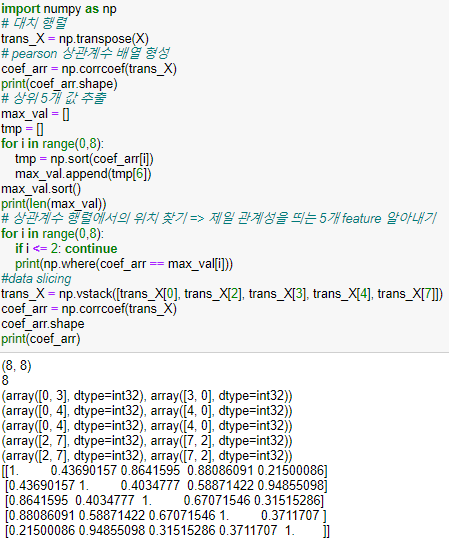 import numpy as np
# 대치 행렬
trans_X = np.transpose(X)
# pearson 상관계수 배열 형성
coef_arr = np.corrcoef(trans_X)
print(coef_arr.shape)
# 상위 5개 값 추출
max_val = []
tmp = []
for i in range(0,8):
    tmp = np.sort(coef_arr[i])
    max_val.append(tmp[6])
max_val.sort()
print(len(max_val))
# 상관계수 행렬에서의 위치 찾기 => 제일 관계성을 띄는 5개 feature 알아내기
for i in range(0,8):
    if i <= 2: continue
    print(np.where(coef_arr == max_val[i]))
#data slicing
trans_X = np.vstack([trans_X[0], trans_X[2], trans_X[3], trans_X[4], trans_X[7]])
coef_arr = np.corrcoef(trans_X)
coef_arr.shape
print(coef_arr)
(8, 8)
8
(array([0, 3], dtype=int32), array([3, 0], dtype=int32))
(array([0, 4], dtype=int32), array([4, 0], dtype=int32))
(array([0, 4], dtype=int32), array([4, 0], dtype=int32))
(array([2, 7], dtype=int32), array([7, 2], dtype=int32))
(array([2, 7], dtype=int32), array([7, 2], dtype=int32))
[[1. 0.43690157 0.8641595 0.88086091 0.21500086]
[0.43690157 1. 0.4034777 0.58871422 0.94855098]
[0.8641595 0.4034777 1. 0.67071546 0.31515286]
[0.88086091 0.58871422 0.67071546 1. 0.3711707 ]
[0.21500086 0.94855098 0.31515286 0.3711707 1. ]]